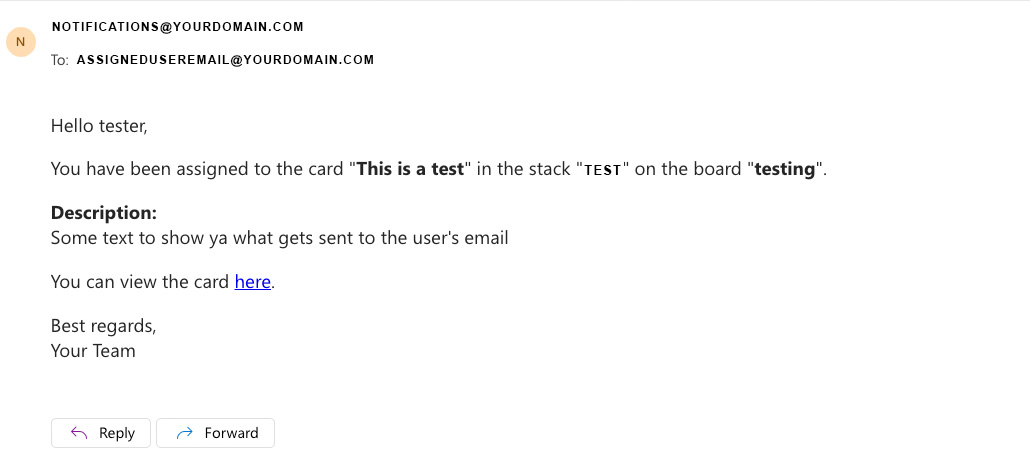 N
NOTIFICATIONS@YOURDOMAIN.COM
To: ASSIGNEDUSEREMAIL@YOURDOMAIN.COM
Hello tester,
You have been assigned to the card "This is a test" in the stack "TEST" on the board "testing".
Description:
Some text to show ya what gets sent to the user's email
You can view the card here.
Best regards,
Your Team
Reply Forward